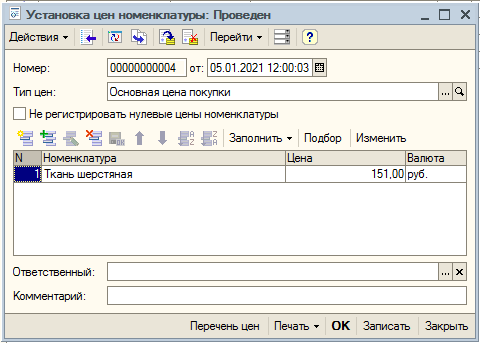 Установка цен номенклатуры: Проведен
Действия Перейти ?
Номер: 00000000004 от: 05.01.2021 12:00:03
Тип цен: Основная цена покупки ...
Не регистрировать нулевые цены номенклатуры
Заполнить Подбор Изменить
N Номенклатура Цена Валюта
1 Ткань шерстяная 151,00 руб.
Ответственный: ...
Комментарий:
Перечень цен Печать OK Записать Закрыть